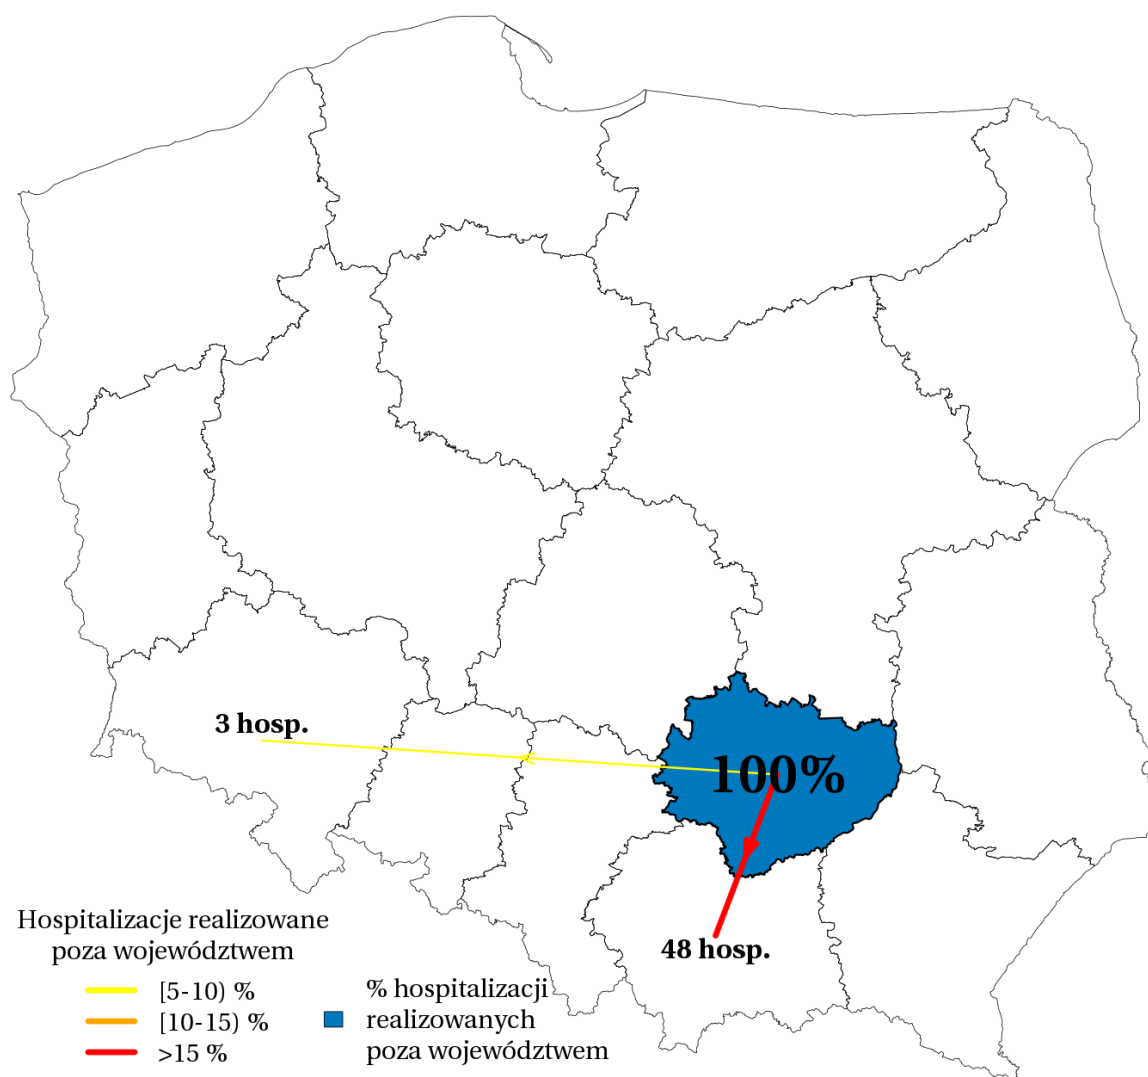 3 hosp.
100%
48 hosp.
Hospitalizacje realizowane
poza województwem
[5-10) %
[10-15) %
>15 %
% hospitalizacji
realizowanych
poza województwem